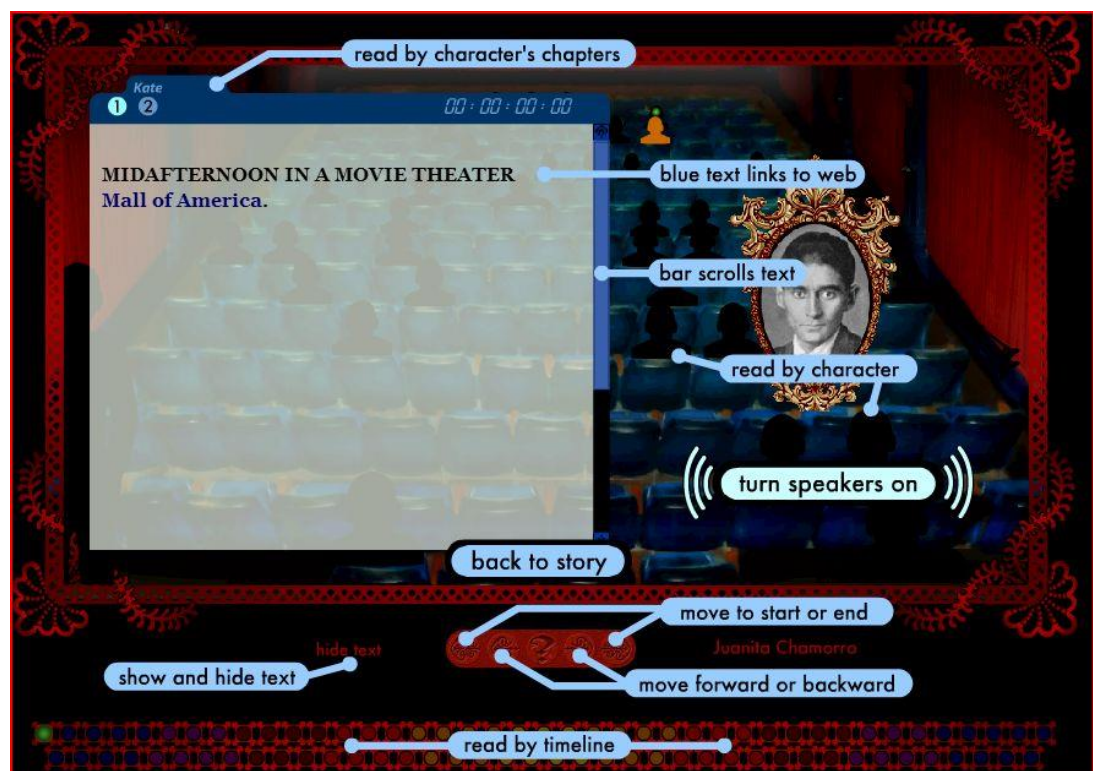 read by character's chapters
Kate
1 2
00:00:00:00
MIDAFTERNOON IN A MOVIE THEATER
blue text links to web
Mall of America.
bar scrolls text
read by character
turn speakers on
back to story
move to start or end
hide text
?
Juanita Chamorro
show and hide text
move forward or backward
read by timeline